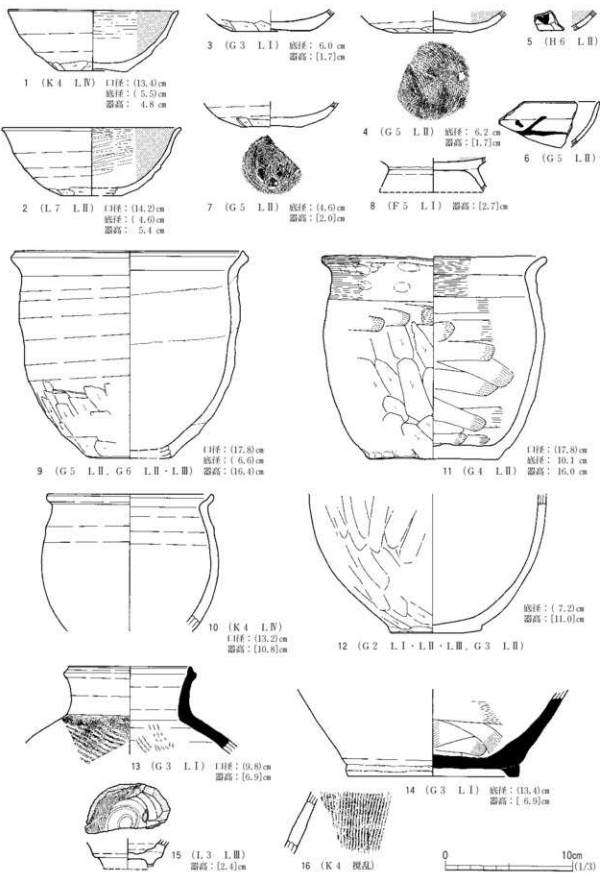 1 (K4 LⅣ) 口径:(13.4)cm
底径:( 5.5)cm
器高: 4.8 cm
2 (L7 LⅡ) 口径:(14.2)cm
底径:( 4.6)cm
器高: 5.4 cm
3 (G3 LⅠ) 底径: 6.0 cm
器高:[1.7]cm
4 (G5 LⅡ) 底径: 6.2 cm
器高:[1.7]cm
5 (H6 LⅡ)
6 (G5 LⅡ)
7 (G5 LⅡ) 底径:(4.6)cm
器高:[2.0]cm
8 (F5 LⅠ) 器高:[2.7]cm
口径:(17.8)cm
底径:( 6.6)cm
9 (G5 LⅡ, G6 LⅡ・LⅢ) 器高:(16.4)cm
口径:(17.8)cm
底径: 10.1 cm
11 (G4 LⅡ) 器高: 16.0 cm
10 (K4 LⅣ)
口径:(13.2)cm
器高:[10.8]cm
底径:( 7.2)cm
器高:[11.0]cm
12 (G2 LⅠ・LⅡ・LⅢ, G3 LⅡ)
13 (G3 LⅠ) 口径:(9.8)cm
器高:[6.9]cm
14 (G3 LⅠ) 底径:(13.4)cm
器高:[ 6.9]cm
15 (L3 LⅢ)
器高:[2.4]cm
16 (K4 撹乱)
0 10cm
(1/3)